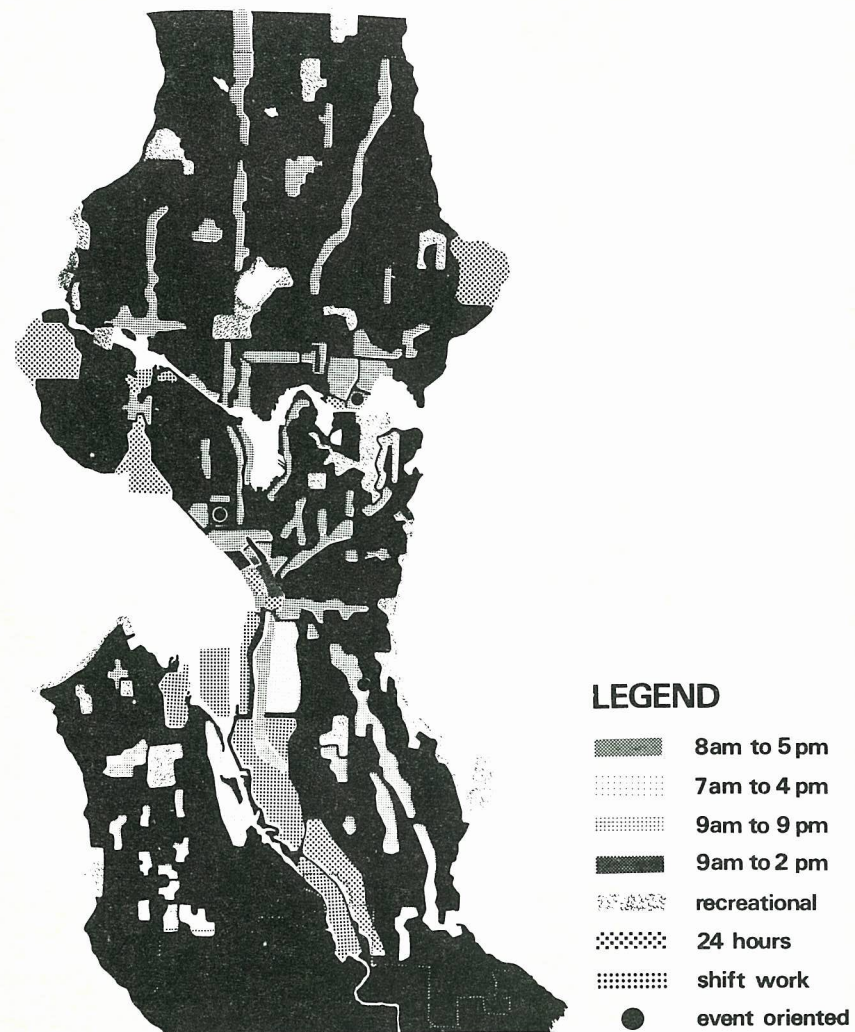 LEGEND
8am to 5 pm
7am to 4 pm
9am to 9 pm
9am to 2 pm
recreational
24 hours
shift work
event oriented